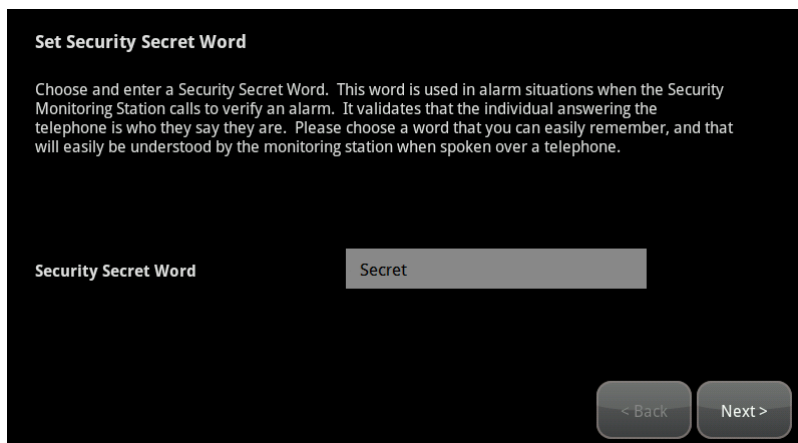 Set Security Secret Word
Choose and enter a Security Secret Word.  This word is used in alarm situations when the Security
Monitoring Station calls to verify an alarm.  It validates that the individual answering the
telephone is who they say they are.  Please choose a word that you can easily remember, and that
will easily be understood by the monitoring station when spoken over a telephone.
Security Secret Word
Secret
< Back
Next >